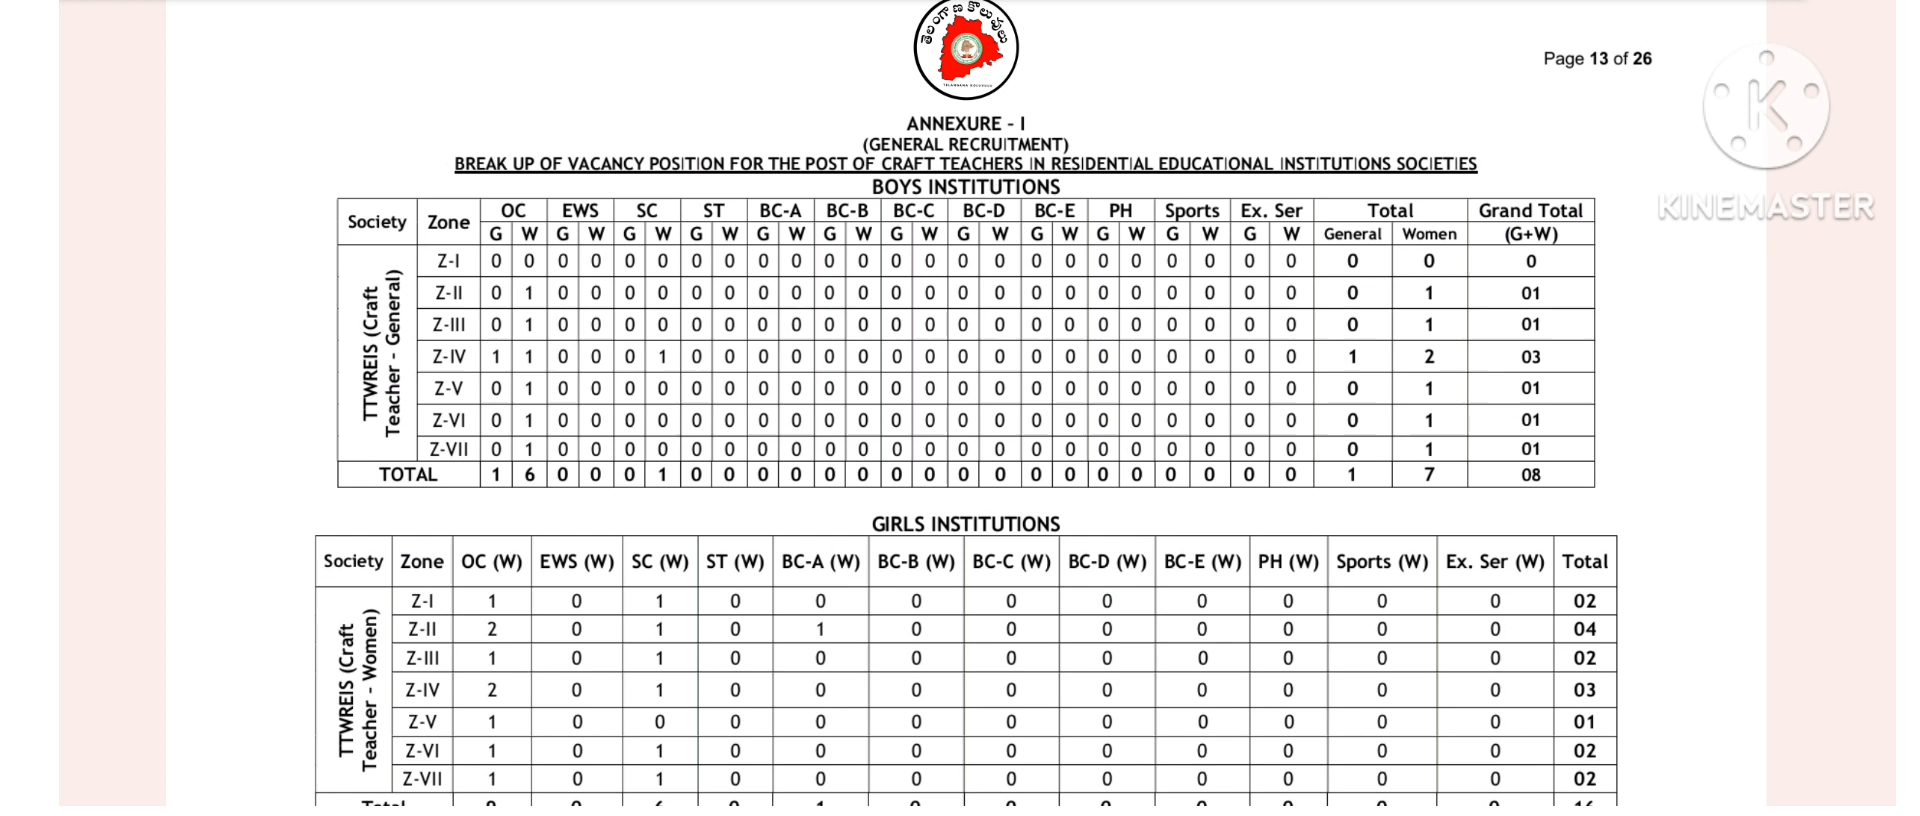 తెలంగాణ కొలువులు
TELANGANA KOLUVULU
Page 13 of 26
KINEMASTER
ANNEXURE - I
(GENERAL RECRUITMENT)
BREAK UP OF VACANCY POSITION FOR THE POST OF CRAFT TEACHERS IN RESIDENTIAL EDUCATIONAL INSTITUTIONS SOCIETIES
BOYS INSTITUTIONS
Society Zone OC EWS SC ST BC-A BC-B BC-C BC-D BC-E PH Sports Ex. Ser Total Grand Total
G W G W G W G W G W G W G W G W G W G W G W G W General Women (G+W)
TTWREIS (Craft
Teacher - General)
Z-I 0 0 0 0 0 0 0 0 0 0 0 0 0 0 0 0 0 0 0 0 0 0 0 0 0 0 0
Z-II 0 1 0 0 0 0 0 0 0 0 0 0 0 0 0 0 0 0 0 0 0 0 0 0 0 1 01
Z-III 0 1 0 0 0 0 0 0 0 0 0 0 0 0 0 0 0 0 0 0 0 0 0 0 0 1 01
Z-IV 1 1 0 0 0 1 0 0 0 0 0 0 0 0 0 0 0 0 0 0 0 0 0 0 1 2 03
Z-V 0 1 0 0 0 0 0 0 0 0 0 0 0 0 0 0 0 0 0 0 0 0 0 0 0 1 01
Z-VI 0 1 0 0 0 0 0 0 0 0 0 0 0 0 0 0 0 0 0 0 0 0 0 0 0 1 01
Z-VII 0 1 0 0 0 0 0 0 0 0 0 0 0 0 0 0 0 0 0 0 0 0 0 0 0 1 01
TOTAL 1 6 0 0 0 1 0 0 0 0 0 0 0 0 0 0 0 0 0 0 0 0 0 0 1 7 08
GIRLS INSTITUTIONS
Society Zone OC (W) EWS (W) SC (W) ST (W) BC-A (W) BC-B (W) BC-C (W) BC-D (W) BC-E (W) PH (W) Sports (W) Ex. Ser (W) Total
TTWREIS (Craft
Teacher - Women)
Z-I 1 0 1 0 0 0 0 0 0 0 0 0 02
Z-II 2 0 1 0 1 0 0 0 0 0 0 0 04
Z-III 1 0 1 0 0 0 0 0 0 0 0 0 02
Z-IV 2 0 1 0 0 0 0 0 0 0 0 0 03
Z-V 1 0 0 0 0 0 0 0 0 0 0 0 01
Z-VI 1 0 1 0 0 0 0 0 0 0 0 0 02
Z-VII 1 0 1 0 0 0 0 0 0 0 0 0 02